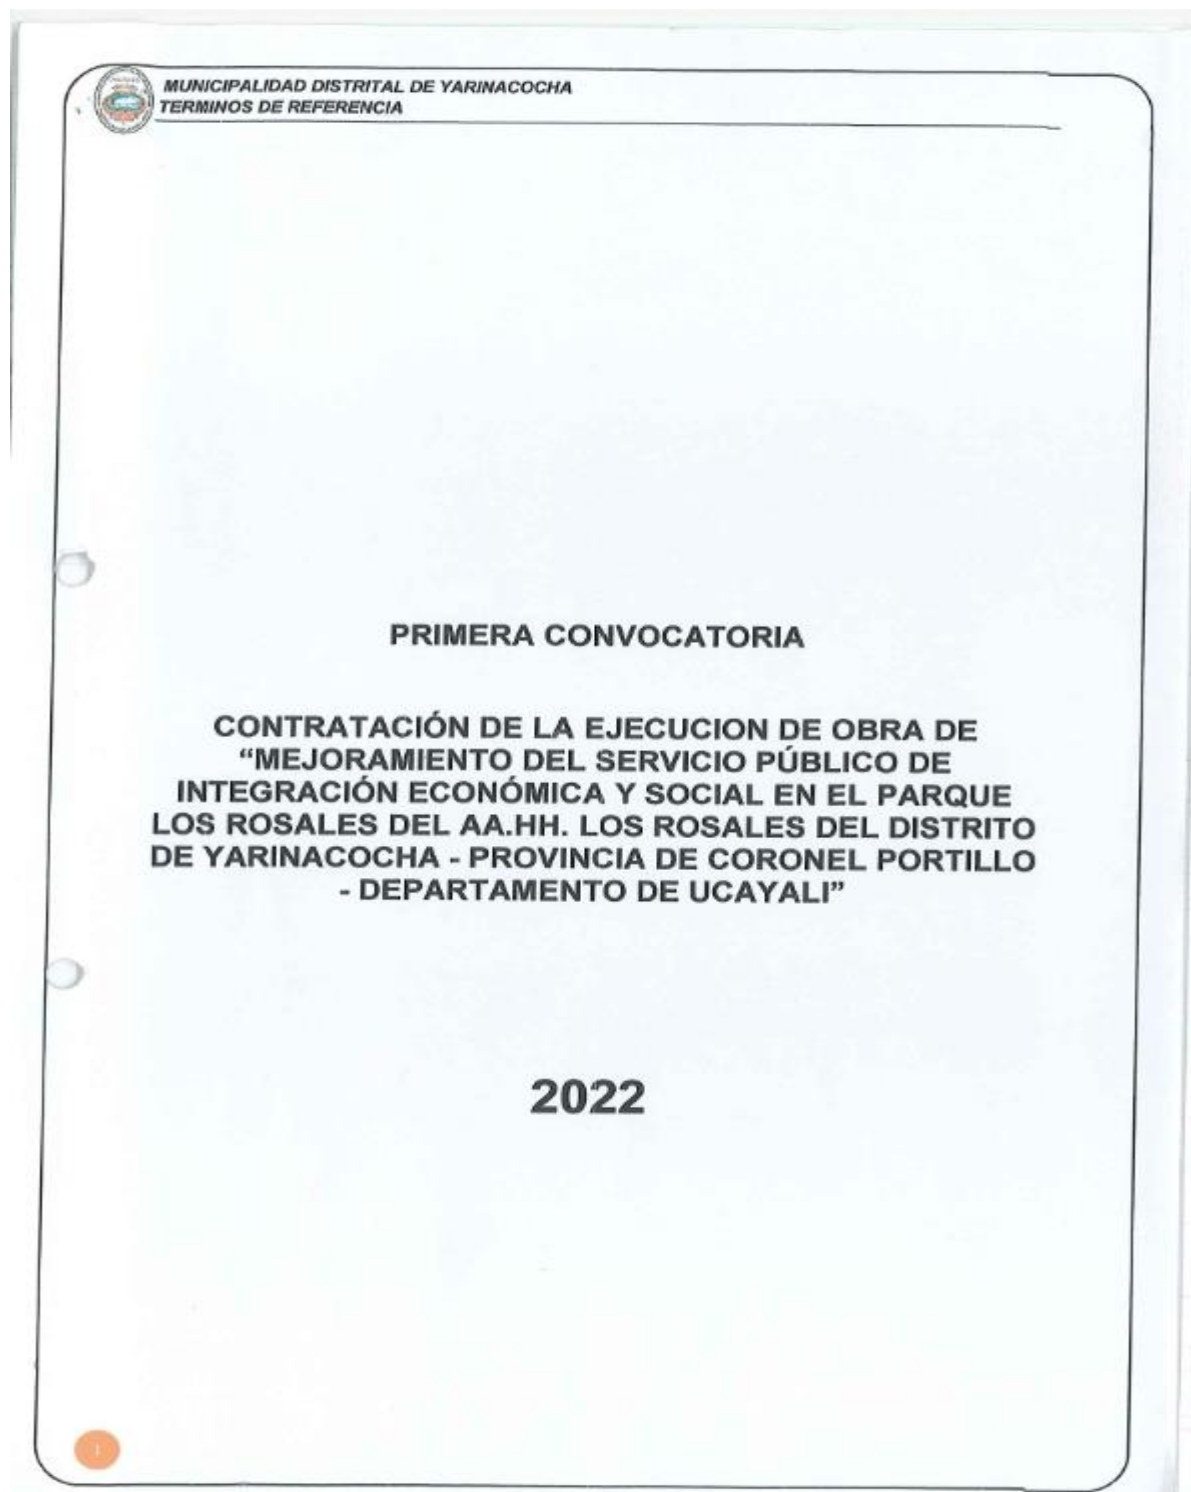 MUNICIPALIDAD DISTRITAL DE YARINACOCHA
TERMINOS DE REFERENCIA
PRIMERA CONVOCATORIA
CONTRATACIÓN DE LA EJECUCION DE OBRA DE
“MEJORAMIENTO DEL SERVICIO PÚBLICO DE
INTEGRACIÓN ECONÓMICA Y SOCIAL EN EL PARQUE
LOS ROSALES DEL AA.HH. LOS ROSALES DEL DISTRITO
DE YARINACOCHA - PROVINCIA DE CORONEL PORTILLO
- DEPARTAMENTO DE UCAYALI”
2022
1